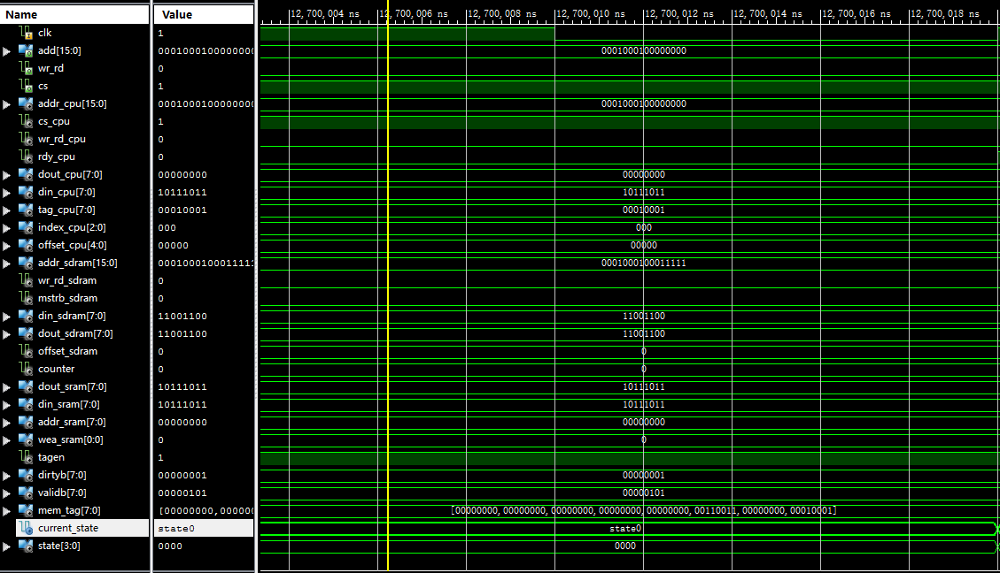 Name Value 12,700,004 ns 12,700,006 ns 12,700,008 ns 12,700,010 ns 12,700,012 ns 12,700,014 ns 12,700,016 ns 12,700,018 ns
clk 1
add[15:0] 0001000100000000 0001000100000000
wr_rd 0
cs 1
addr_cpu[15:0] 0001000100000000 0001000100000000
cs_cpu 1
wr_rd_cpu 0
rdy_cpu 0
dout_cpu[7:0] 00000000 00000000
din_cpu[7:0] 10111011 10111011
tag_cpu[7:0] 00010001 00010001
index_cpu[2:0] 000 000
offset_cpu[4:0] 00000 00000
addr_sdram[15:0] 0001000100011111 0001000100011111
wr_rd_sdram 0
mstrb_sdram 0
din_sdram[7:0] 11001100 11001100
dout_sdram[7:0] 11001100 11001100
offset_sdram 0 0
counter 0 0
dout_sram[7:0] 10111011 10111011
din_sram[7:0] 10111011 10111011
addr_sram[7:0] 00000000 00000000
wea_sram[0:0] 0 0
tagen 1
dirtyb[7:0] 00000001 00000001
validb[7:0] 00000101 00000101
mem_tag[7:0] [00000000,00000 [00000000,00000000,00000000,00000000,00000000,00110011,00000000,00010001]
current_state state0 state0
state[3:0] 0000 0000